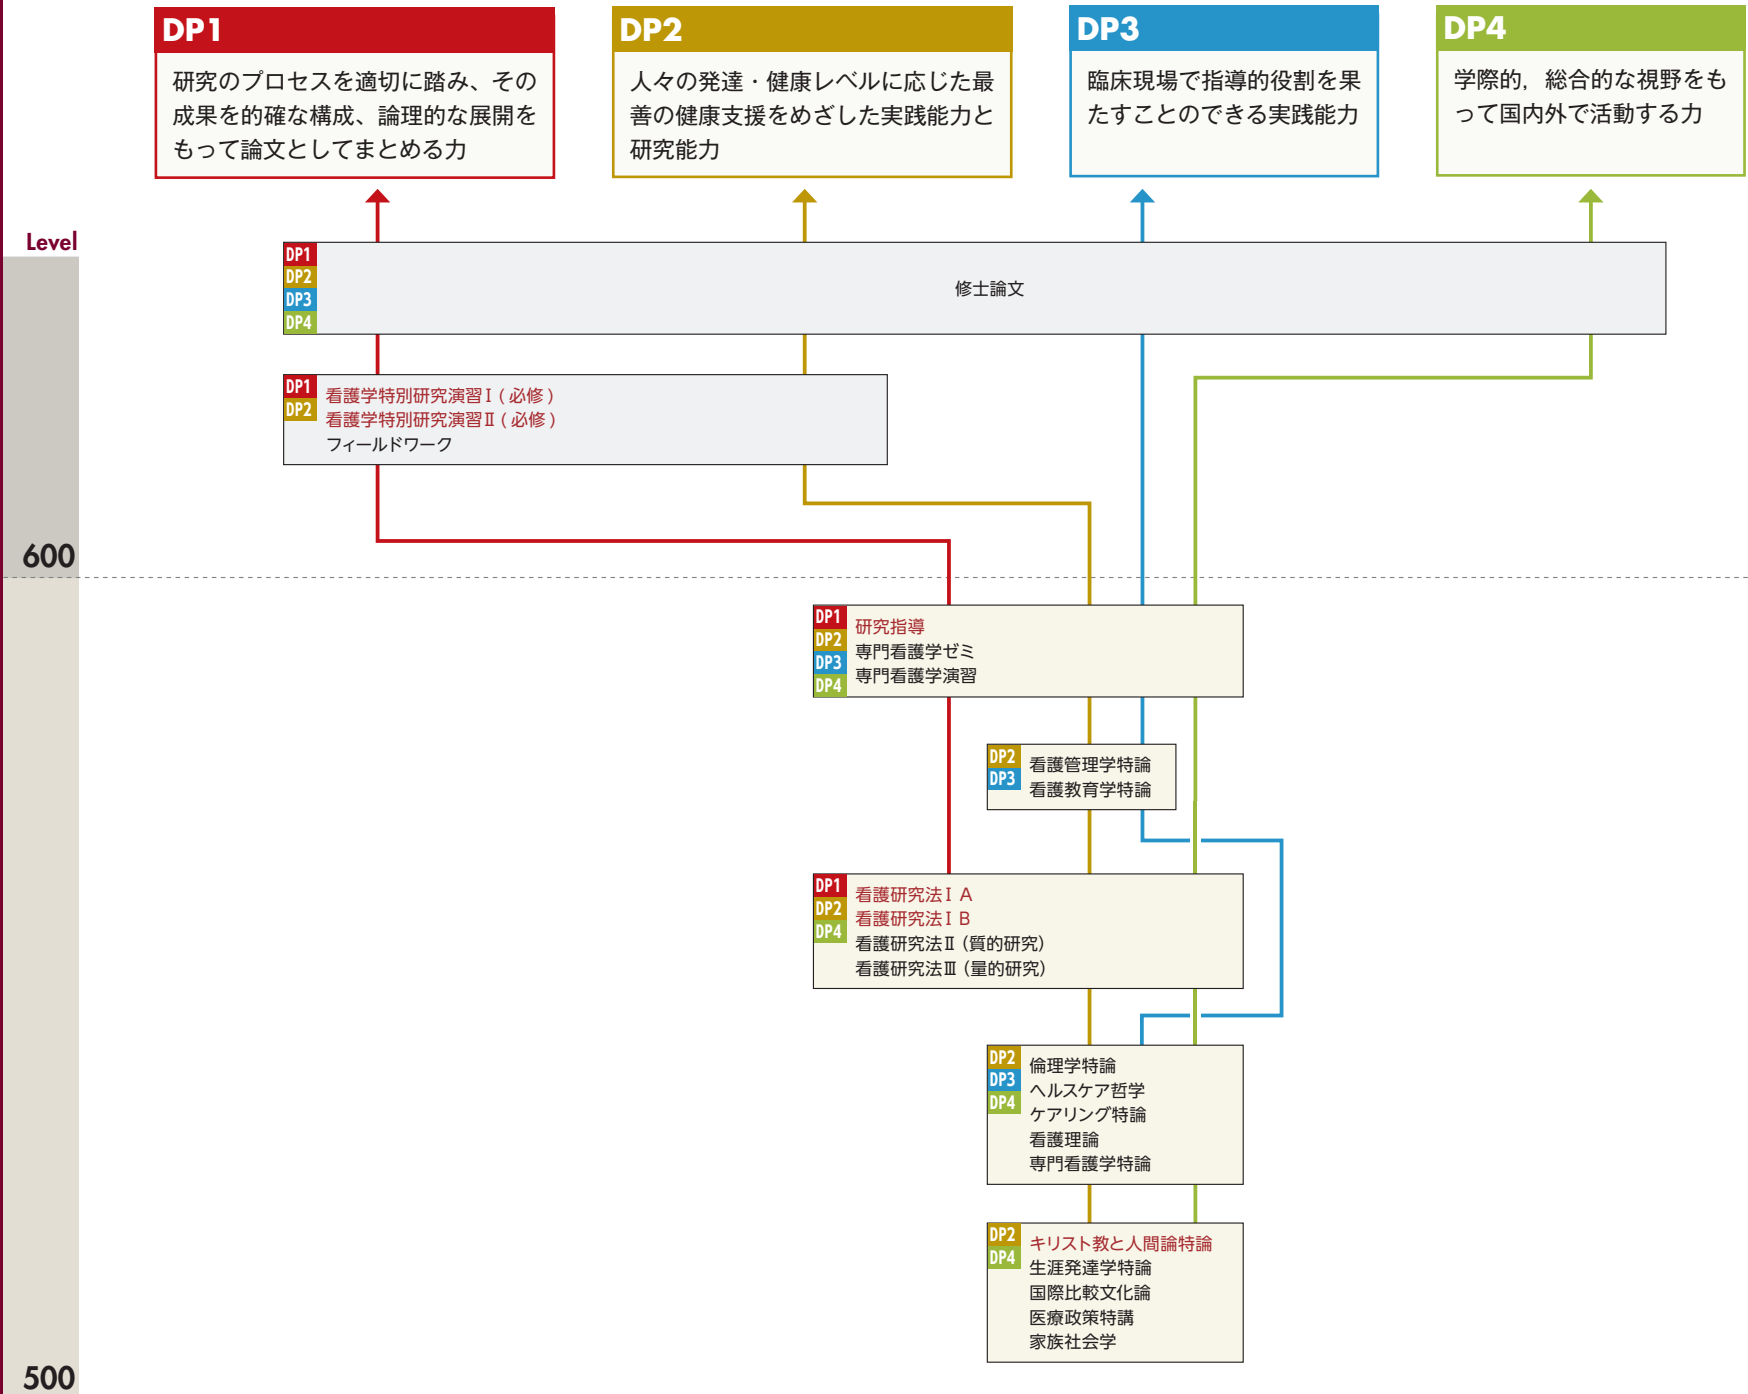 DP1
研究のプロセスを適切に踏み、その
成果を的確な構成、論理的な展開を
もって論文としてまとめる力
DP2
人々の発達・健康レベルに応じた最
善の健康支援をめざした実践能力と
研究能力
DP3
臨床現場で指導的役割を果
たすことのできる実践能力
DP4
学際的，総合的な視野をも
って国内外で活動する力
Level
DP1
DP2
DP3
DP4
修士論文
DP1
DP2
看護学特別研究演習Ⅰ(必修)
看護学特別研究演習Ⅱ(必修)
フィールドワーク
600
DP1
DP2
DP3
DP4
研究指導
専門看護学ゼミ
専門看護学演習
DP2
DP3
看護管理学特論
看護教育学特論
DP1
DP2
DP4
看護研究法Ⅰ A
看護研究法Ⅰ B
看護研究法Ⅱ(質的研究)
看護研究法Ⅲ(量的研究)
DP2
DP3
DP4
倫理学特論
ヘルスケア哲学
ケアリング特論
看護理論
専門看護学特論
DP2
DP4
キリスト教と人間論特論
生涯発達学特論
国際比較文化論
医療政策特講
家族社会学
500